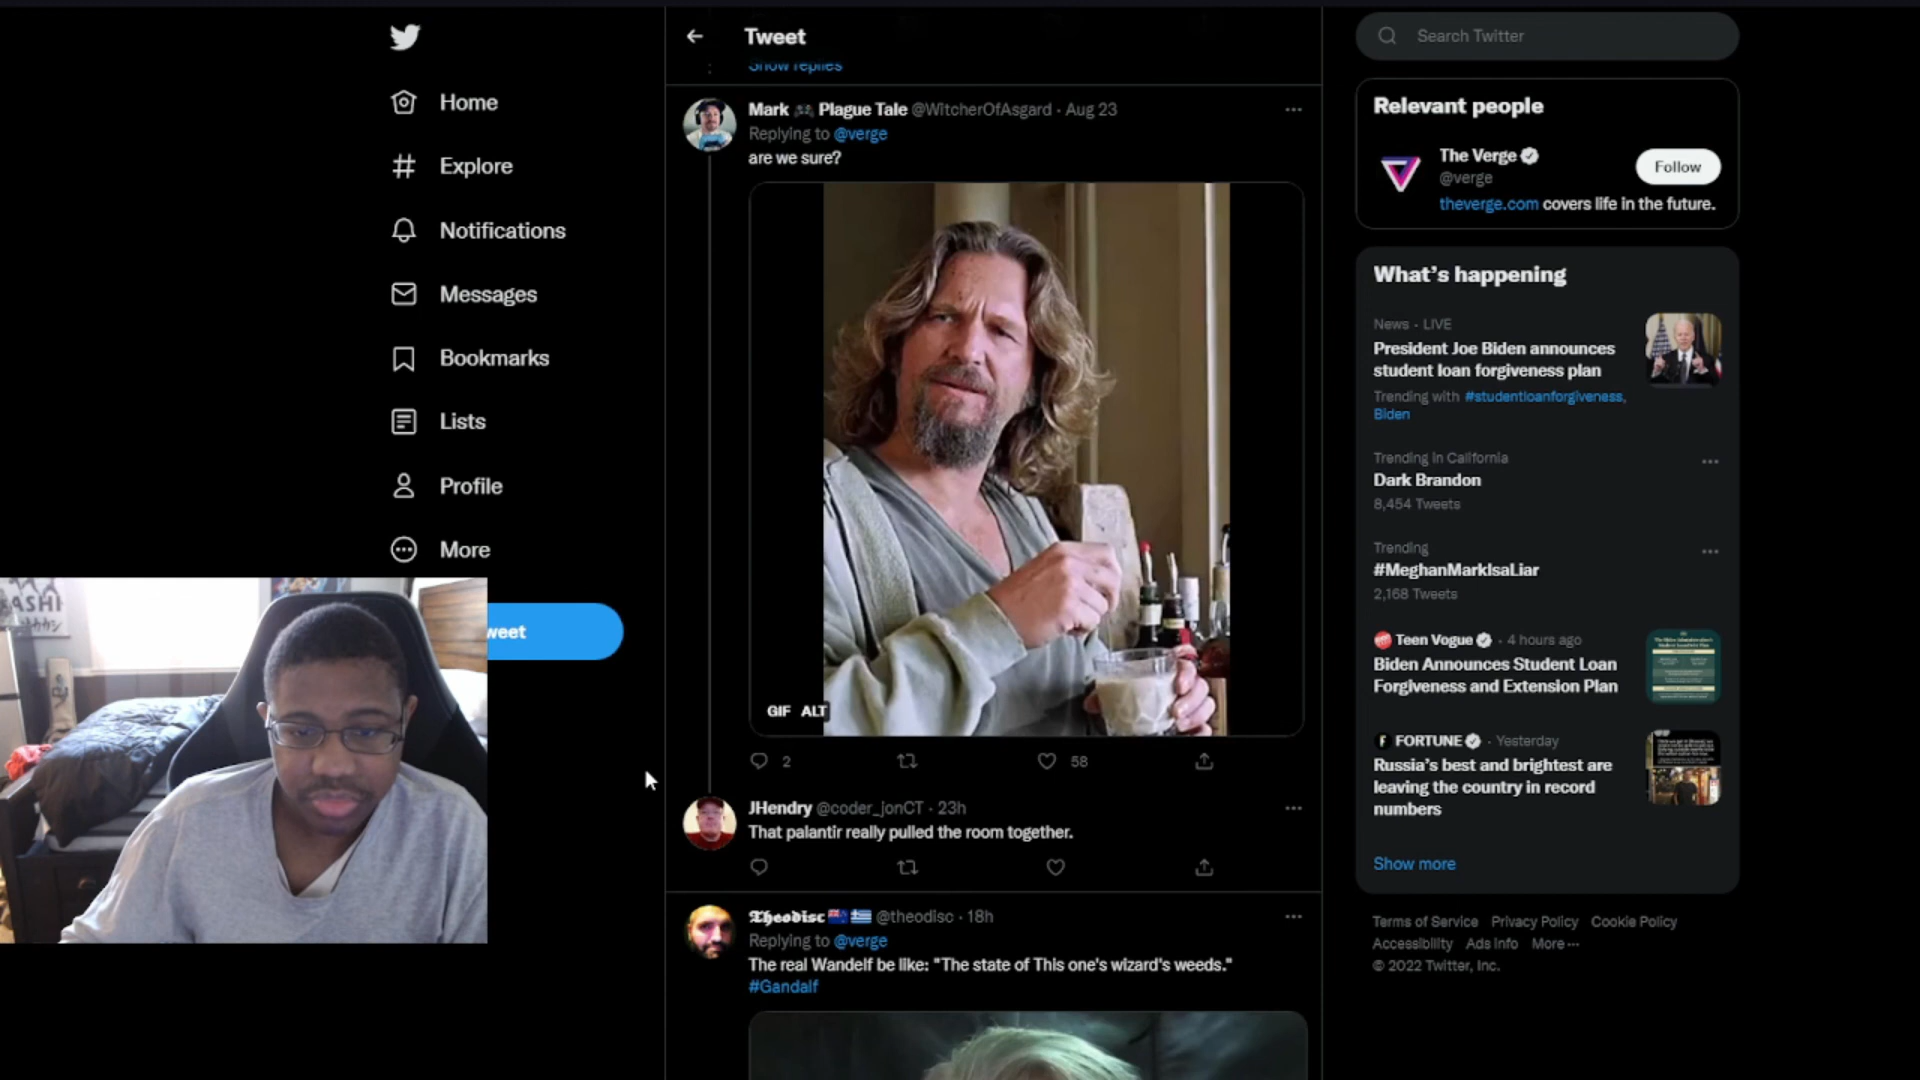 Tweet
Show replies
Home
Explore
Notifications
Messages
Bookmarks
Lists
Profile
More
weet
Mark 🎮 Plague Tale @WitcherOfAsgard · Aug 23
Replying to @verge
are we sure?
GIF ALT
2 58
JHendry @coder_jonCT · 23h
That palantir really pulled the room together.
𝕿𝖍𝖊𝖔𝖉𝖎𝖘𝖈 🇳🇿🇬🇷 @theodisc · 18h
Replying to @verge
The real Wandelf be like: "The state of This one's wizard's weeds."
#Gandalf
Search Twitter
Relevant people
The Verge
@verge
Follow
theverge.com covers life in the future.
What's happening
News · LIVE
President Joe Biden announces
student loan forgiveness plan
Trending with #studentloanforgiveness,
Biden
Trending in California
Dark Brandon
8,454 Tweets
Trending
#MeghanMarkIsaLiar
2,168 Tweets
Teen Vogue · 4 hours ago
Biden Announces Student Loan
Forgiveness and Extension Plan
FORTUNE · Yesterday
Russia's best and brightest are
leaving the country in record
numbers
Show more
Terms of Service Privacy Policy Cookie Policy
Accessibility Ads info More ···
© 2022 Twitter, Inc.